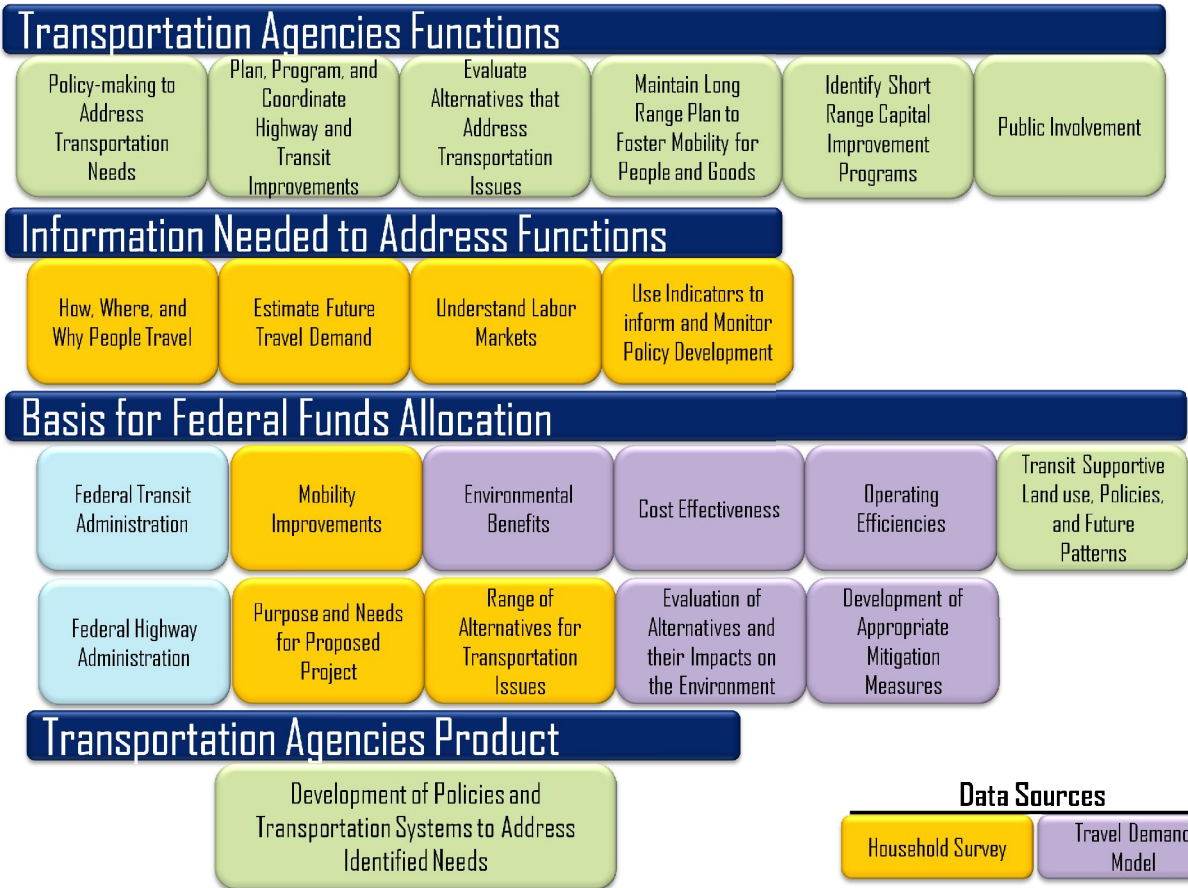 Transportation Agencies Functions
Policy-making to
Address
Transportation
Needs
Plan, Program, and
Coordinate
Highway and
Transit
Improvements
Evaluate
Alternatives that
Address
Transportation
Issues
Maintain Long
Range Plan to
Foster Mobility for
People and Goods
Identify Short
Range Capital
Improvement
Programs
Public Involvement
Information Needed to Address Functions
How, Where, and
Why People Travel
Estimate Future
Travel Demand
Understand Labor
Markets
Use Indicators to
inform and Monitor
Policy Development
Basis for Federal Funds Allocation
Federal Transit
Administration
Mobility
Improvements
Environmental
Benefits
Cost Effectiveness
Operating
Efficiencies
Transit Supportive
Land use, Policies,
and Future
Patterns
Federal Highway
Administration
Purpose and Needs
for Proposed
Project
Range of
Alternatives for
Transportation
Issues
Evaluation of
Alternatives and
their Impacts on
the Environment
Development of
Appropriate
Mitigation
Measures
Transportation Agencies Product
Development of Policies and
Transportation Systems to Address
Identified Needs
Data Sources
Household Survey
Travel Demand
Model